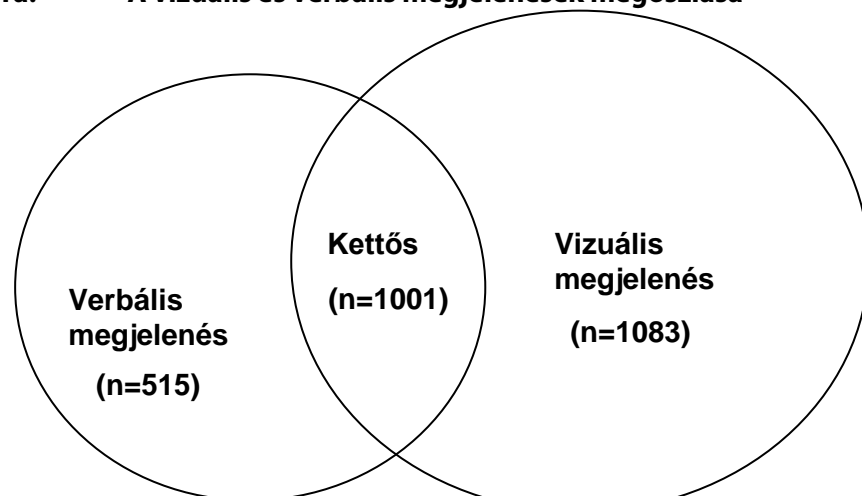 A vizuális és verbális megjelenések megoszlása
Verbális
megjelenés
(n=515)
Kettős
(n=1001)
Vizuális
megjelenés
(n=1083)